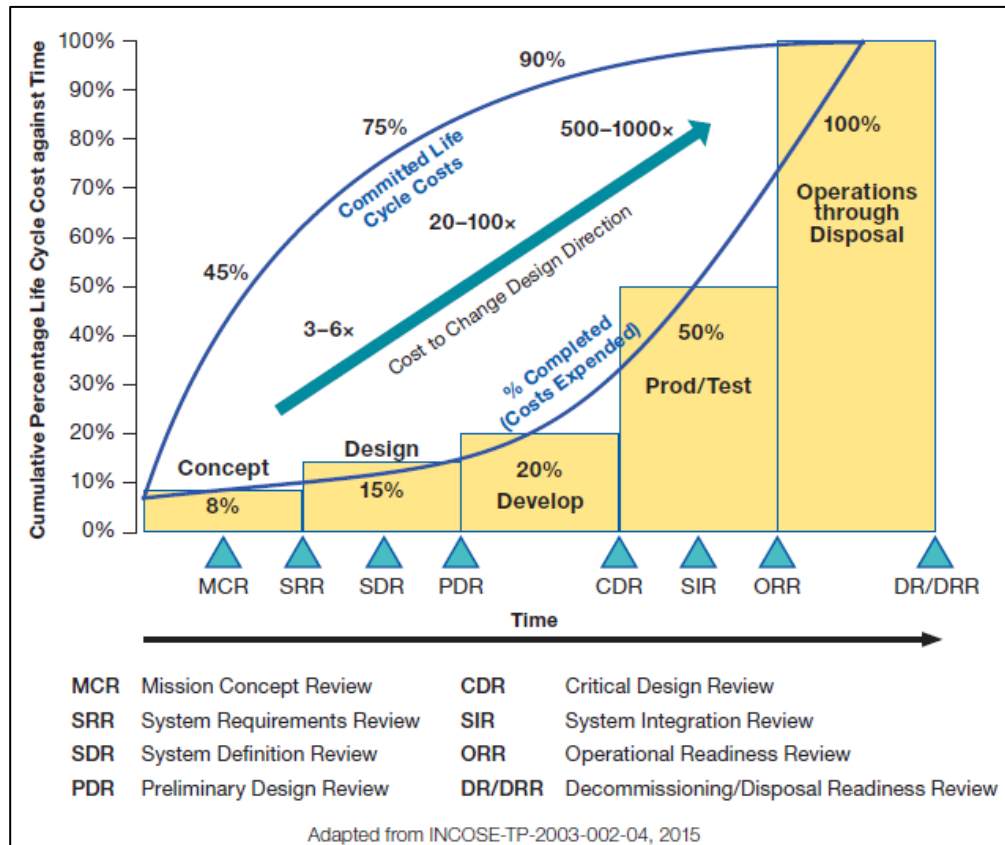 Cumulative Percentage Life Cycle Cost against Time
100%
90%
80%
70%
60%
50%
40%
30%
20%
10%
0%
45%
75%
90%
Committed Life
Cycle Costs
3–6×
20–100×
500–1000×
Cost to Change Design Direction
% Completed
(Costs Expended)
Concept
8%
Design
15%
20%
Develop
50%
Prod/Test
100%
Operations
through
Disposal
MCR SRR SDR PDR CDR SIR ORR DR/DRR
Time
MCR Mission Concept Review
SRR System Requirements Review
SDR System Definition Review
PDR Preliminary Design Review
CDR Critical Design Review
SIR System Integration Review
ORR Operational Readiness Review
DR/DRR Decommissioning/Disposal Readiness Review
Adapted from INCOSE-TP-2003-002-04, 2015